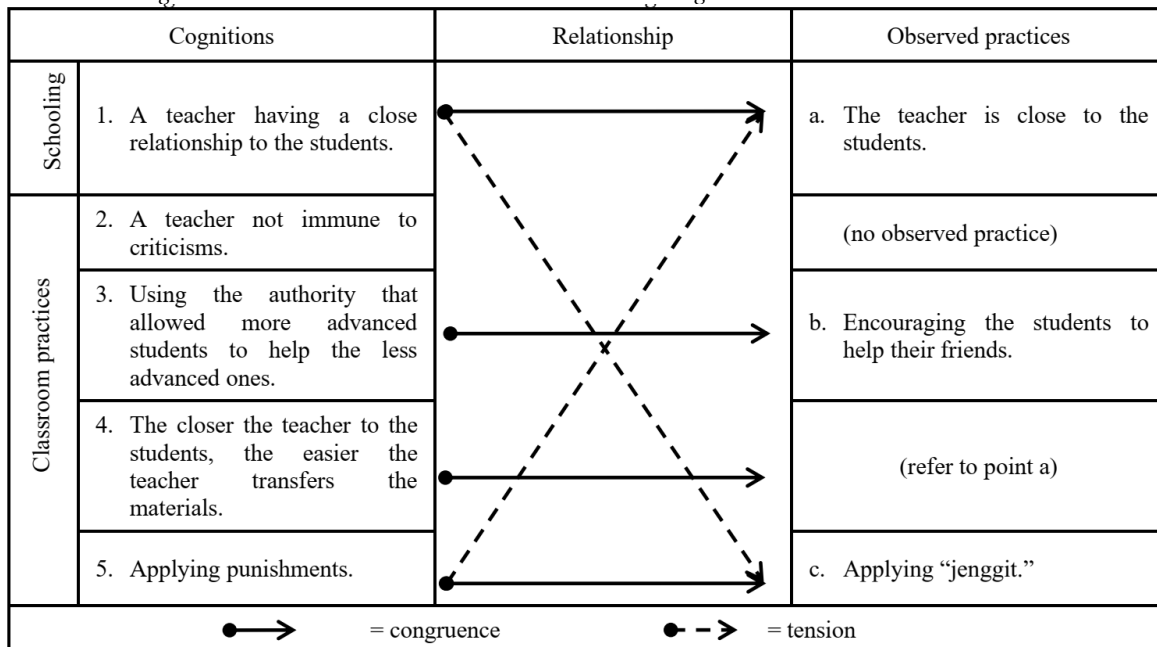 Cognitions
Relationship
Observed practices
Schooling
1. A teacher having a close
relationship to the students.
a. The teacher is close to the
students.
Classroom practices
2. A teacher not immune to
criticisms.
(no observed practice)
3. Using the authority that
allowed more advanced
students to help the less
advanced ones.
b. Encouraging the students to
help their friends.
4. The closer the teacher to the
students, the easier the
teacher transfers the
materials.
(refer to point a)
5. Applying punishments.
c. Applying “jenggit.”
= congruence
= tension